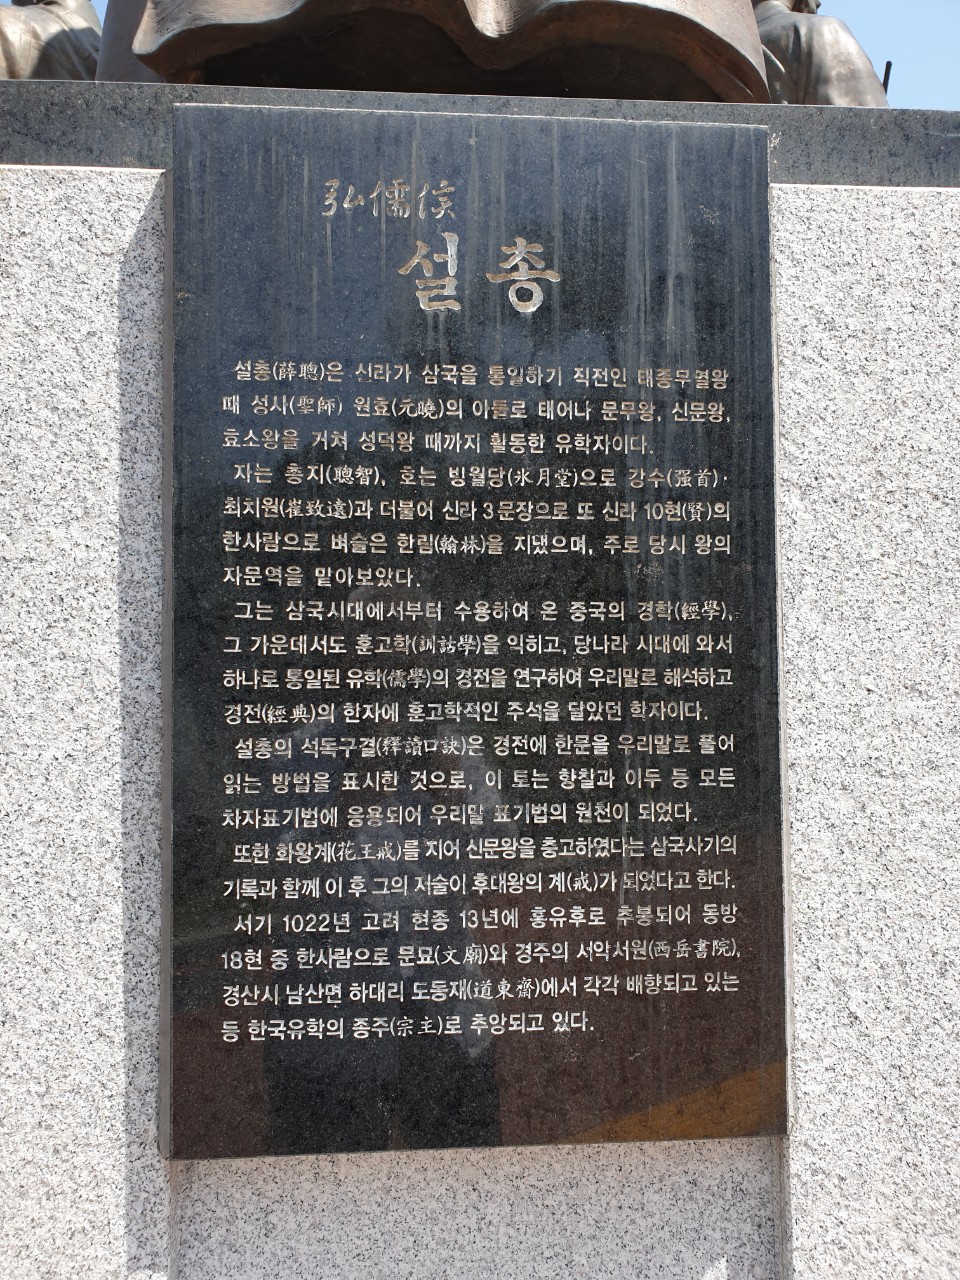 弘儒侯
설총
설총(薛聰)은 신라가 삼국을 통일하기 직전인 태종무열왕
때 성사(聖師) 원효(元曉)의 아들로 태어나 문무왕, 신문왕,
효소왕을 거쳐 성덕왕 때까지 활동한 유학자이다.
자는 총지(聰智), 호는 빙월당(氷月堂)으로 강수(强首)·
최치원(崔致遠)과 더불어 신라 3문장으로 또 신라 10현(賢)의
한사람으로 벼슬은 한림(翰林)을 지냈으며, 주로 당시 왕의
자문역을 맡아보았다.
그는 삼국시대에서부터 수용하여 온 중국의 경학(經學),
그 가운데서도 훈고학(訓詁學)을 익히고, 당나라 시대에 와서
하나로 통일된 유학(儒學)의 경전을 연구하여 우리말로 해석하고
경전(經典)의 한자에 훈고학적인 주석을 달았던 학자이다.
설총의 석독구결(釋讀口訣)은 경전에 한문을 우리말로 풀어
읽는 방법을 표시한 것으로, 이 토는 향찰과 이두 등 모든
차자표기법에 응용되어 우리말 표기법의 원천이 되었다.
또한 화왕계(花王戒)를 지어 신문왕을 충고하였다는 삼국사기의
기록과 함께 이 후 그의 저술이 후대왕의 계(戒)가 되었다고 한다.
서기 1022년 고려 현종 13년에 홍유후로 추봉되어 동방
18현 중 한사람으로 문묘(文廟)와 경주의 서악서원(西岳書院),
경산시 남산면 하대리 도동재(道東齋)에서 각각 배향되고 있는
등 한국유학의 종주(宗主)로 추앙되고 있다.